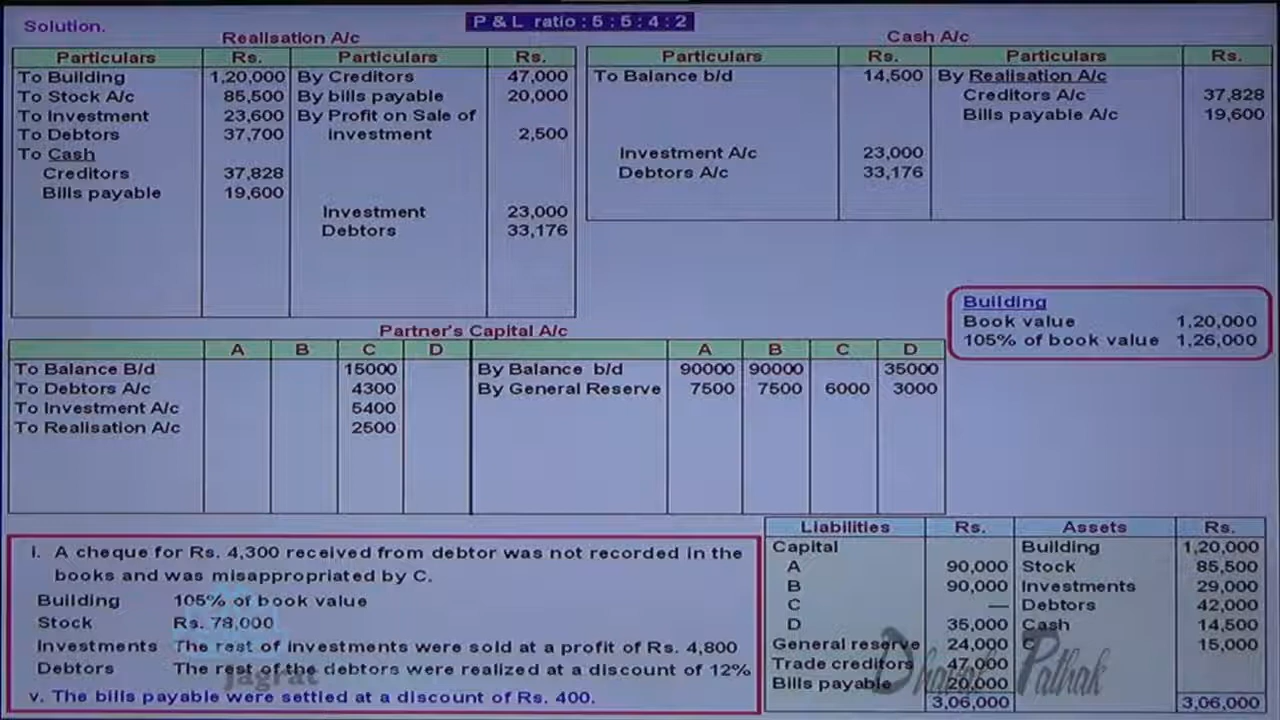 Solution.
P & L ratio : 5 : 5 : 4 : 2
Realisation A/c
Particulars Rs. Particulars Rs.
To Building 1,20,000 By Creditors 47,000
To Stock A/c 85,500 By bills payable 20,000
To Investment 23,600 By Profit on Sale of
To Debtors 37,700 Investment 2,500
To Cash
Creditors 37,828
Bills payable 19,600
Investment 23,000
Debtors 33,176
Cash A/c
Particulars Rs. Particulars Rs.
To Balance b/d 14,500 By Realisation A/c
Creditors A/c 37,828
Bills payable A/c 19,600
Investment A/c 23,000
Debtors A/c 33,176
Building
Book value 1,20,000
105% of book value 1,26,000
Partner's Capital A/c
A B C D A B C D
To Balance B/d 15000 By Balance b/d 90000 90000 35000
To Debtors A/c 4300 By General Reserve 7500 7500 6000 3000
To Investment A/c 5400
To Realisation A/c 2500
i. A cheque for Rs. 4,300 received from debtor was not recorded in the
books and was misappropriated by C.
Building 105% of book value
Stock Rs. 78,000
Investments The rest of investments were sold at a profit of Rs. 4,800
Debtors The rest of the debtors were realized at a discount of 12%
v. The bills payable were settled at a discount of Rs. 400.
Liabilities Rs. Assets Rs.
Capital Building 1,20,000
A 90,000 Stock 85,500
B 90,000 Investments 29,000
C — Debtors 42,000
D 35,000 Cash 14,500
General reserve 24,000 C 15,000
Trade creditors 47,000
Bills payable 20,000
3,06,000 3,06,000
jagrat
Pathak